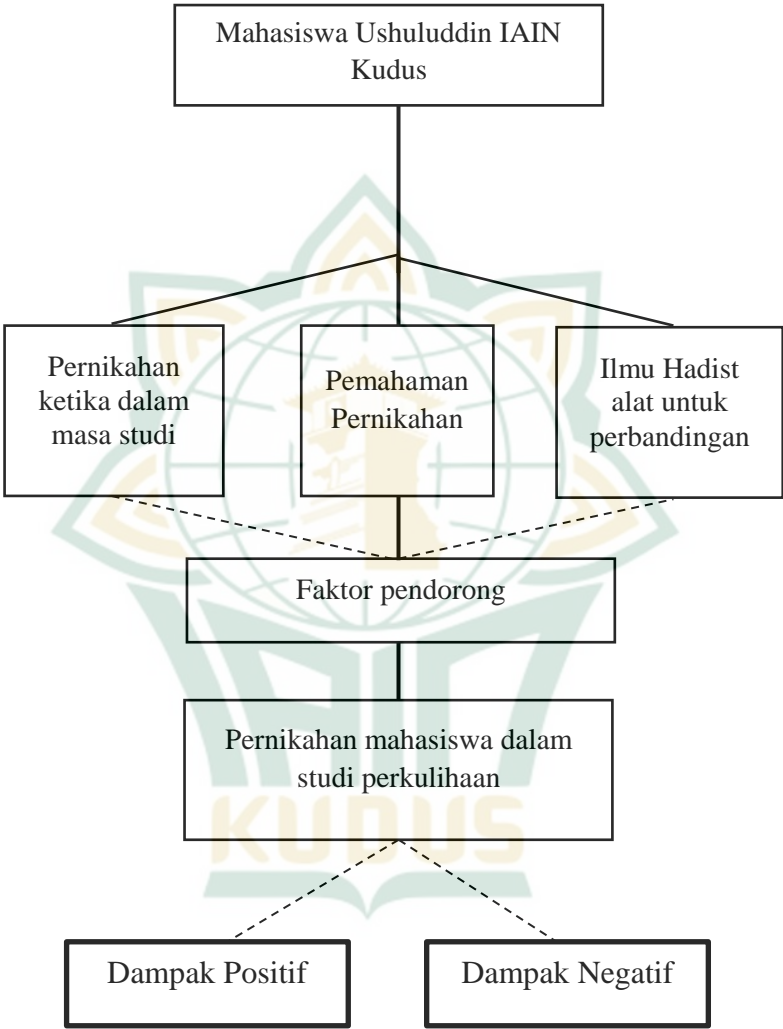 Mahasiswa Ushuluddin IAIN
Kudus
Pernikahan
ketika dalam
masa studi
Pemahaman
Pernikahan
Ilmu Hadist
alat untuk
perbandingan
Faktor pendorong
Pernikahan mahasiswa dalam
studi perkulihaan
IAIN
KUDUS
Dampak Positif
Dampak Negatif